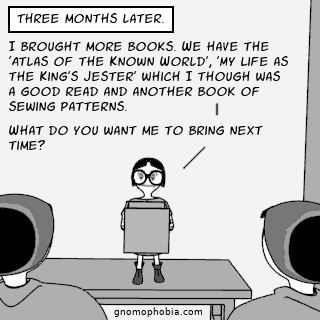 THREE MONTHS LATER.
I BROUGHT MORE BOOKS. WE HAVE THE
'ATLAS OF THE KNOWN WORLD', 'MY LIFE AS
THE KING'S JESTER' WHICH I THOUGH WAS
A GOOD READ AND ANOTHER BOOK OF
SEWING PATTERNS.
WHAT DO YOU WANT ME TO BRING NEXT
TIME?
gnomophobia.com